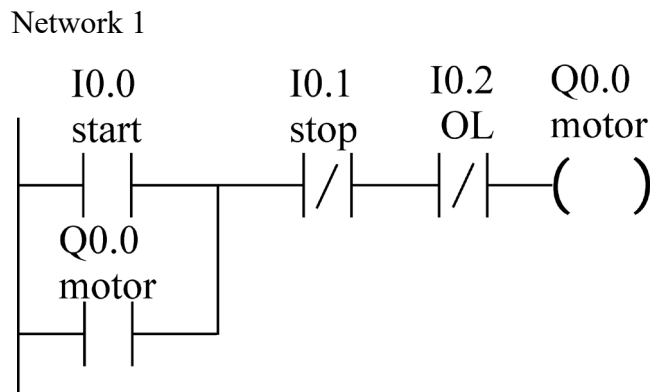 Network 1
I0.0
start
I0.1
stop
I0.2
OL
Q0.0
motor
Q0.0
motor